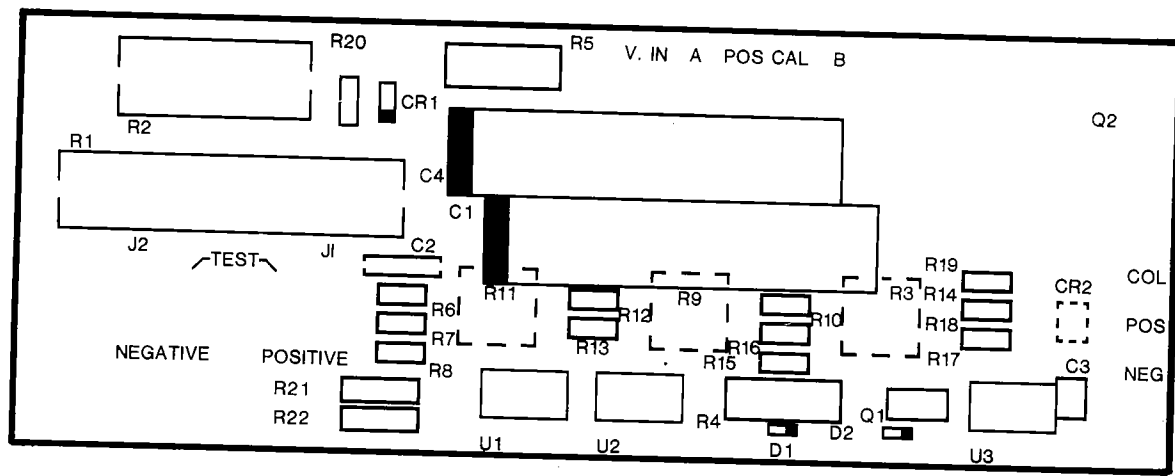 R20
R5
V. IN A POS CAL B
CR1
Q2
R2
R1
C4
C1
J2
JI
C2
TEST
R11
R9
R3
R19
COL
R14
CR2
R6
R12
R10
R18
POS
R7
R13
R16
R15
R17
NEGATIVE
POSITIVE
R8
C3
NEG
R21
R22
R4
D2
Q1
U1
U2
D1
U3